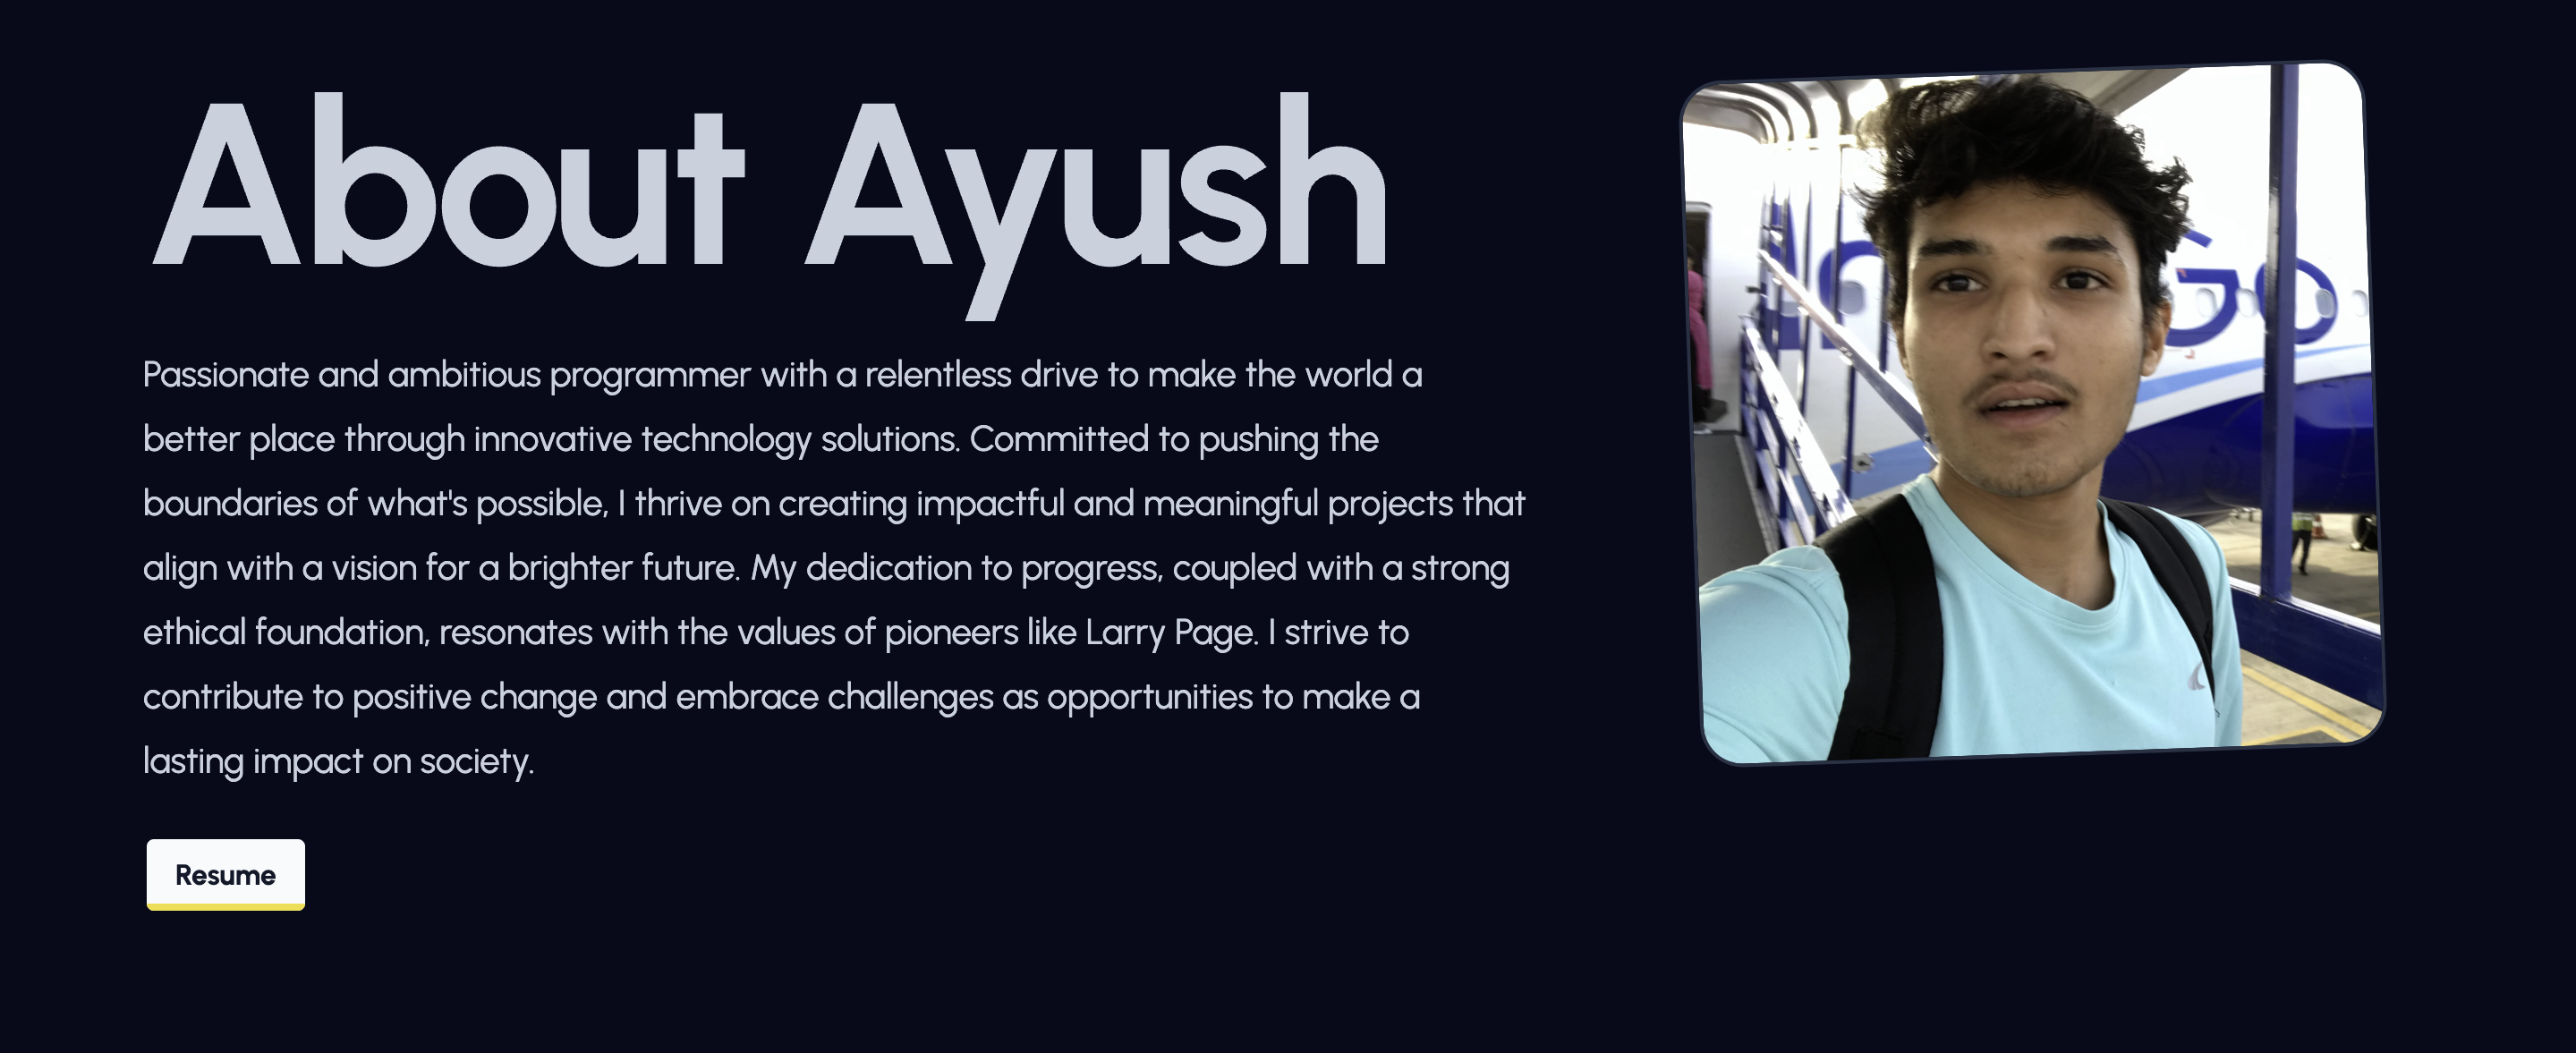 About Ayush
Passionate and ambitious programmer with a relentless drive to make the world a
better place through innovative technology solutions. Committed to pushing the
boundaries of what's possible, I thrive on creating impactful and meaningful projects that
align with a vision for a brighter future. My dedication to progress, coupled with a strong
ethical foundation, resonates with the values of pioneers like Larry Page. I strive to
contribute to positive change and embrace challenges as opportunities to make a
lasting impact on society.
Resume
Go